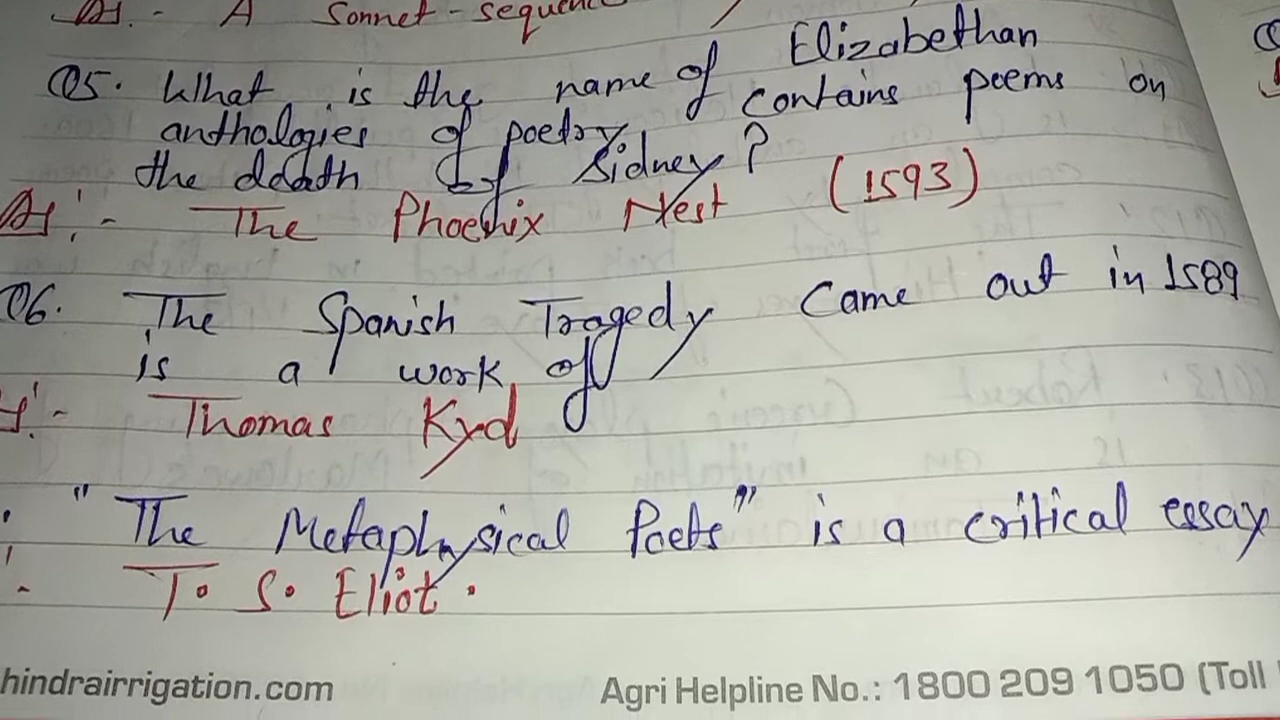 A Sonnet-sequence
Q5. What is the name of Elizabethan
anthologies of poetry contains poems on
the death of Sidney?
The Phoenix Nest (1593)
Q6. The Spanish Tragedy Came out in 1589
is a work of
Thomas Kyd
"The Metaphysical Poets" is a critical essay
T. S. Eliot.
hindrairrigation.com Agri Helpline No.: 1800 209 1050 (Toll